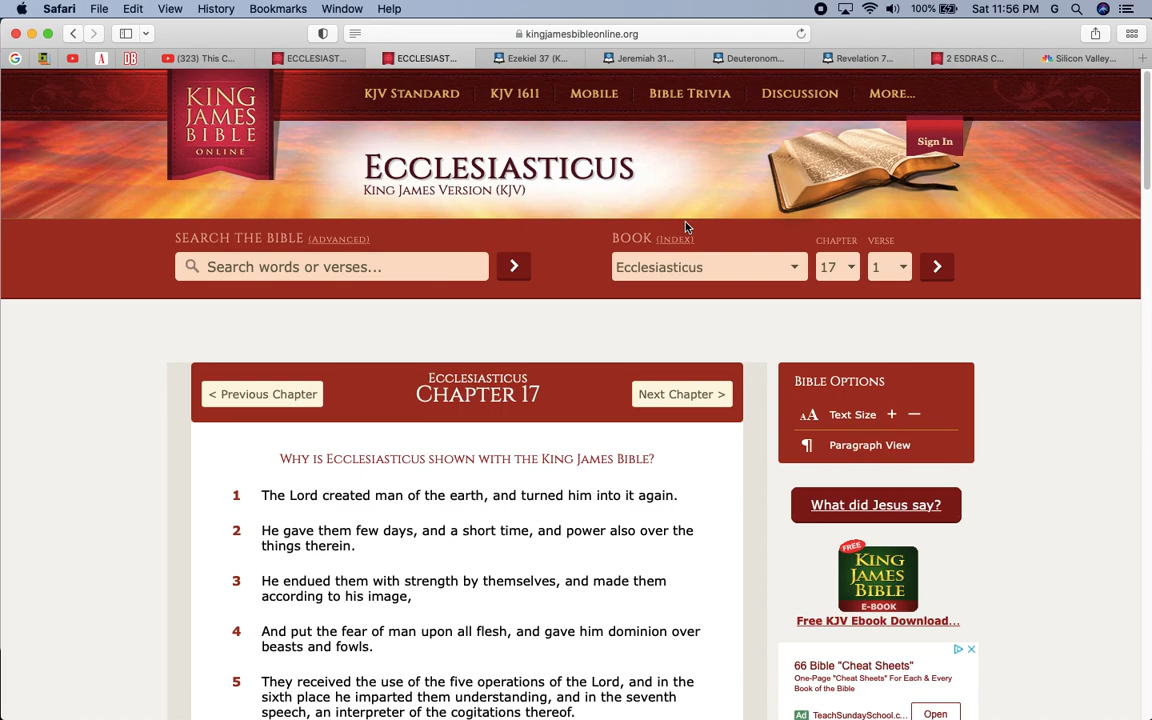 Safari File Edit View History Bookmarks Window Help 100% Sat 11:56 PM G
kingjamesbibleonline.org
(323) This C... ECCLESIAST... ECCLESIAST... Ezekiel 37 (K... Jeremiah 31... Deuteronom... Revelation 7... 2 ESDRAS C... Silicon Valley...
KING JAMES BIBLE ONLINE
KJV STANDARD KJV 1611 MOBILE BIBLE TRIVIA DISCUSSION MORE...
Sign In
ECCLESIASTICUS
KING JAMES VERSION (KJV)
SEARCH THE BIBLE (ADVANCED) BOOK (INDEX) CHAPTER VERSE
Search words or verses... Ecclesiasticus 17 1
< Previous Chapter
ECCLESIASTICUS
CHAPTER 17
Next Chapter >
WHY IS ECCLESIASTICUS SHOWN WITH THE KING JAMES BIBLE?
1 The Lord created man of the earth, and turned him into it again.
2 He gave them few days, and a short time, and power also over the
things therein.
3 He endued them with strength by themselves, and made them
according to his image,
4 And put the fear of man upon all flesh, and gave him dominion over
beasts and fowls.
5 They received the use of the five operations of the Lord, and in the
sixth place he imparted them understanding, and in the seventh
speech, an interpreter of the cogitations thereof.
BIBLE OPTIONS
AA Text Size + −
¶ Paragraph View
What did Jesus say?
FREE
KING
JAMES
BIBLE
E-BOOK
Free KJV Ebook Download...
66 Bible "Cheat Sheets"
One-Page "Cheat Sheets" For Each & Every
Book of the Bible
Ad TeachSundaySchool.c... Open